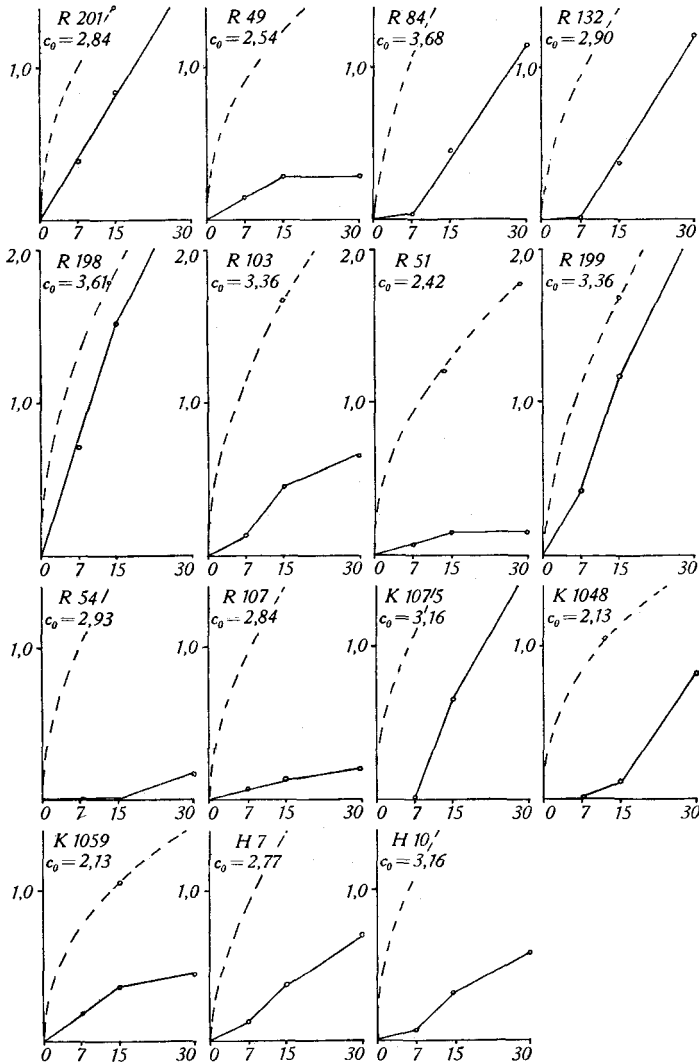 R 201 R 49 R 84 R 132
c₀=2,84 c₀=2,54 c₀=3,68 c₀=2,90
1,0 1,0 1,0 1,0
0 7 15 30 0 7 15 30 0 7 15 30 0 7 15 30
2,0 R 198 2,0 R 103 R 51 2,0 R 199
c₀=3,61 c₀=3,36 c₀=2,42 c₀=3,36
1,0 1,0 1,0 1,0
0 7 15 30 0 7 15 30 0 7 15 30 0 7 15 30
R 54 R 107 K 107/5 K 1048
c₀=2,93 c₀=2,84 c₀=3,16 c₀=2,13
1,0 1,0 1,0 1,0
0 7 15 30 0 7 15 30 0 7 15 30 0 7 15 30
K 1059 H 7 H 10
c₀=2,13 c₀=2,77 c₀=3,16
1,0 1,0 1,0
0 7 15 30 0 7 15 30 0 7 15 30